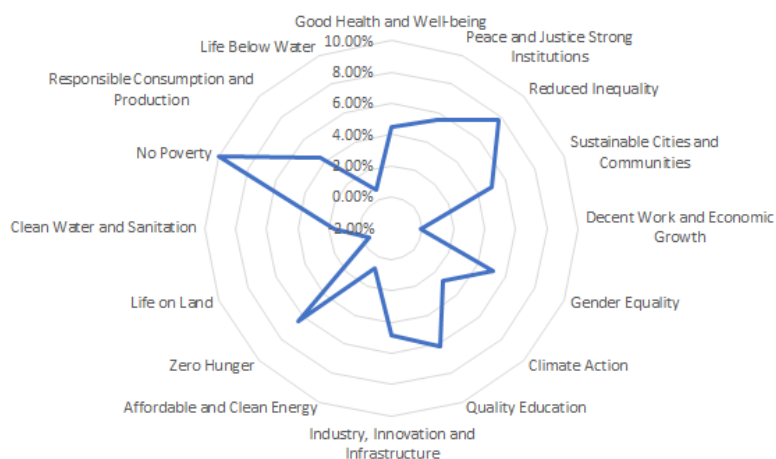 Good Health and Well-being
10.00%
8.00%
6.00%
4.00%
2.00%
0.00%
-2.00%
Peace and Justice Strong
Institutions
Reduced Inequality
Sustainable Cities and
Communities
Decent Work and Economic
Growth
Gender Equality
Climate Action
Quality Education
Industry, Innovation and
Infrastructure
Affordable and Clean Energy
Zero Hunger
Life on Land
Clean Water and Sanitation
No Poverty
Responsible Consumption and
Production
Life Below Water